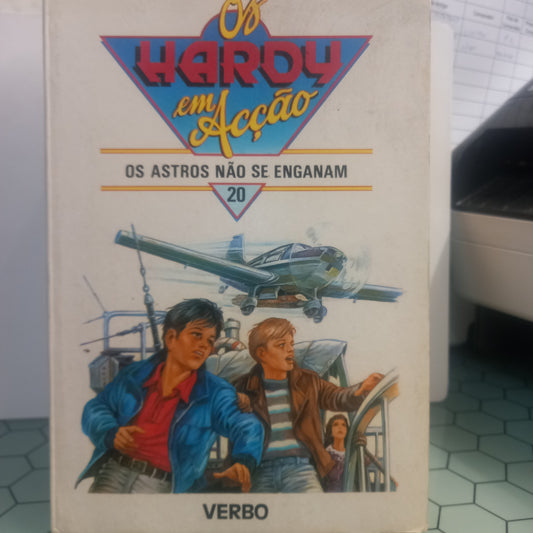 Os
HARDY
em Acção
OS ASTROS NÃO SE ENGANAM
20
VERBO